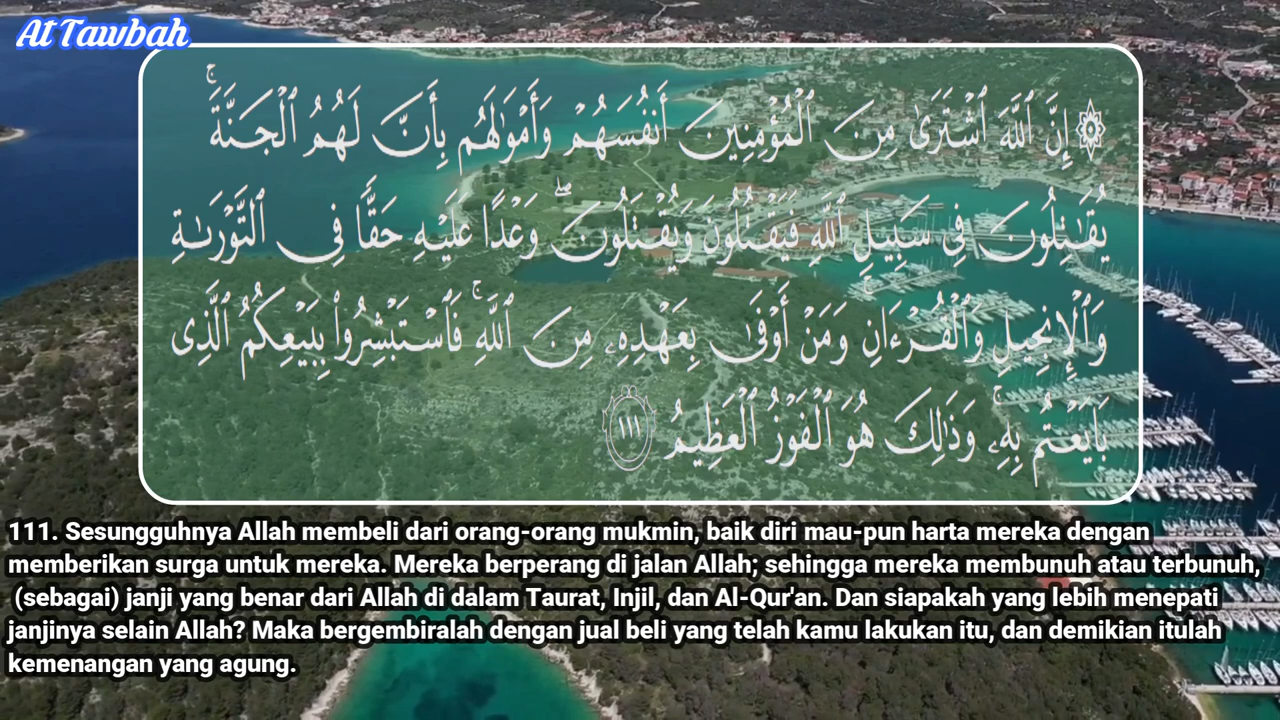 At Tawbah
۞ إِنَّ ٱللَّهَ ٱشْتَرَىٰ مِنَ ٱلْمُؤْمِنِينَ أَنفُسَهُمْ وَأَمْوَٰلَهُم بِأَنَّ لَهُمُ ٱلْجَنَّةَ ۚ
يُقَٰتِلُونَ فِى سَبِيلِ ٱللَّهِ فَيَقْتُلُونَ وَيُقْتَلُونَ ۖ وَعْدًا عَلَيْهِ حَقًّا فِى ٱلتَّوْرَىٰةِ
وَٱلْإِنجِيلِ وَٱلْقُرْءَانِ ۚ وَمَنْ أَوْفَىٰ بِعَهْدِهِۦ مِنَ ٱللَّهِ ۚ فَٱسْتَبْشِرُوا۟ بِبَيْعِكُمُ ٱلَّذِى
بَايَعْتُم بِهِۦ ۚ وَذَٰلِكَ هُوَ ٱلْفَوْزُ ٱلْعَظِيمُ ١١١
111. Sesungguhnya Allah membeli dari orang-orang mukmin, baik diri mau-pun harta mereka dengan
memberikan surga untuk mereka. Mereka berperang di jalan Allah; sehingga mereka membunuh atau terbunuh,
(sebagai) janji yang benar dari Allah di dalam Taurat, Injil, dan Al-Qur'an. Dan siapakah yang lebih menepati
janjinya selain Allah? Maka bergembiralah dengan jual beli yang telah kamu lakukan itu, dan demikian itulah
kemenangan yang agung.